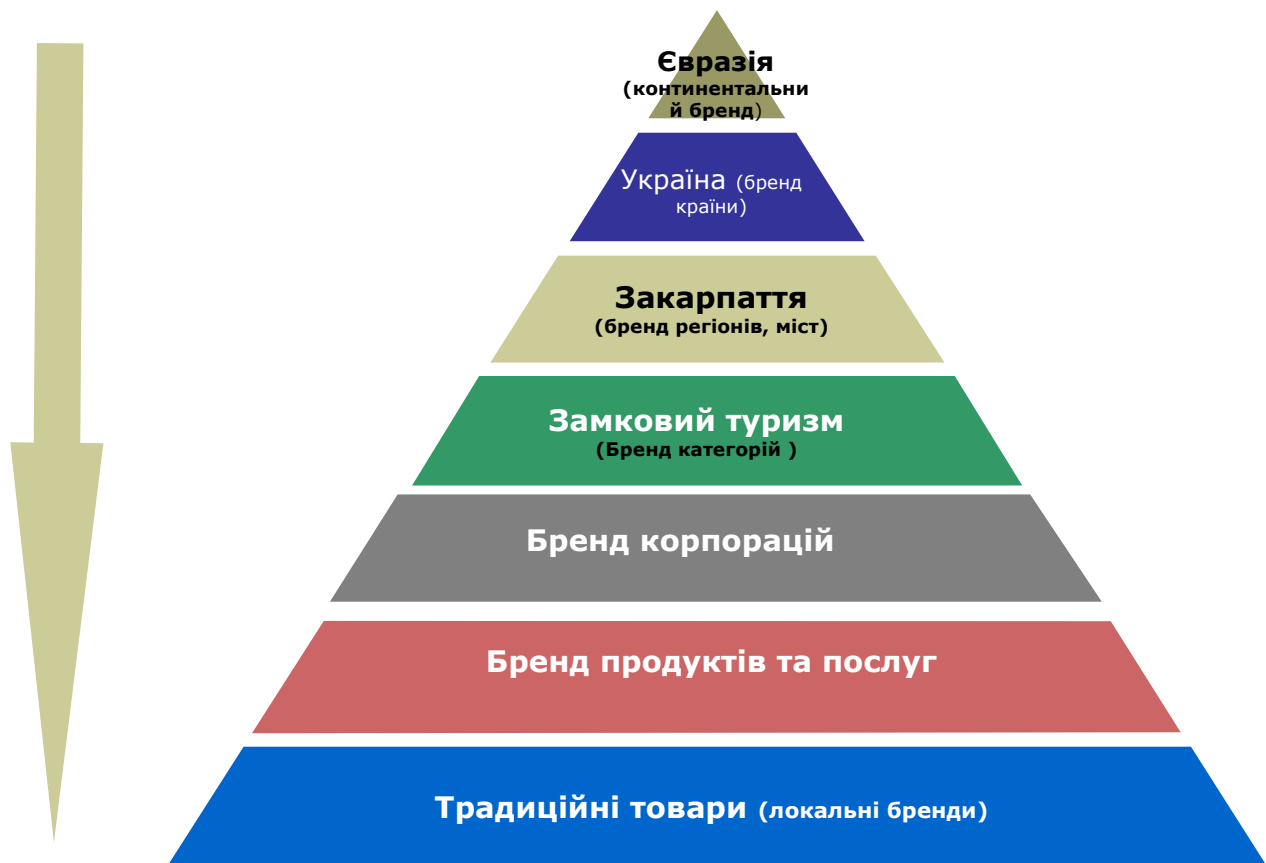 Євразія
(континентальни
й бренд)
Україна (бренд
країни)
Закарпаття
(бренд регіонів, міст)
Замковий туризм
(Бренд категорій )
Бренд корпорацій
Бренд продуктів та послуг
Традиційні товари (локальні бренди)